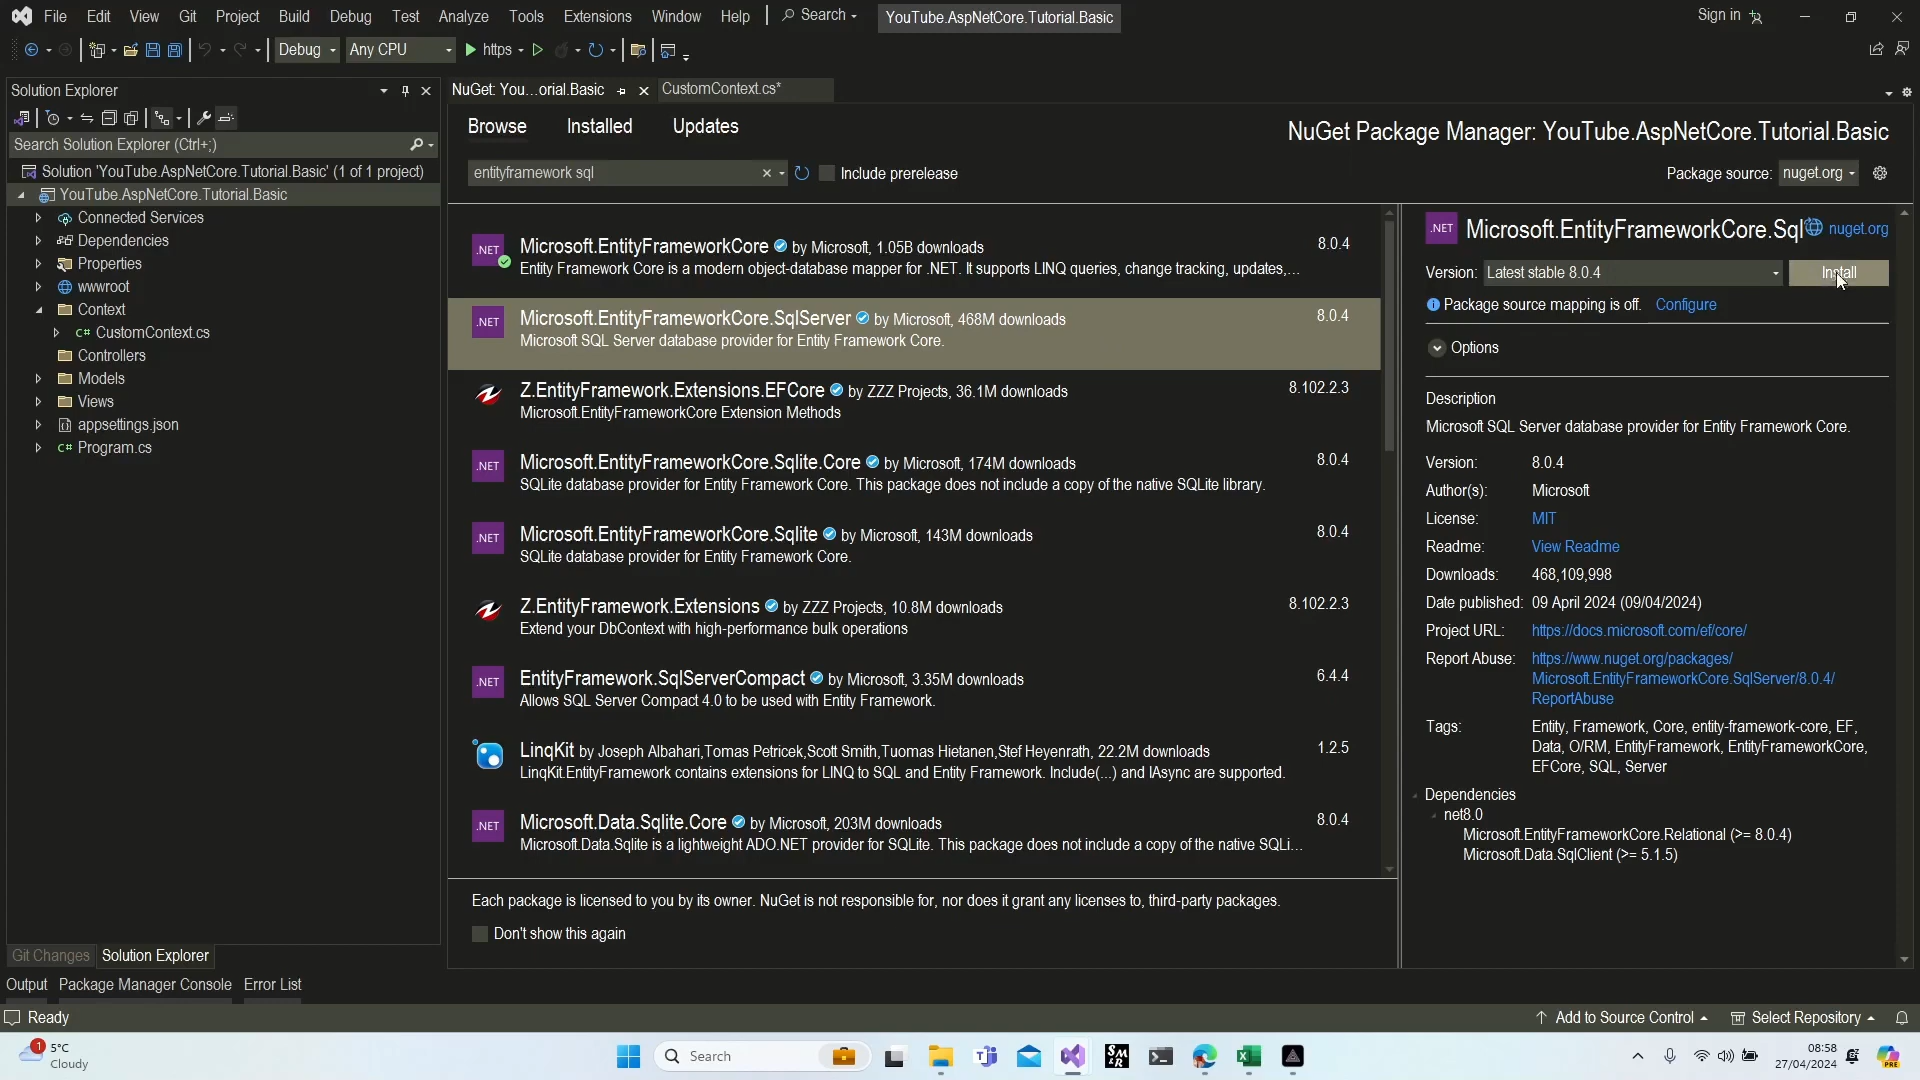 File Edit View Git Project Build Debug Test Analyze Tools Extensions Window Help Search YouTube.AspNetCore.Tutorial.Basic Sign in
Debug Any CPU https
Solution Explorer
Search Solution Explorer (Ctrl+;)
Solution 'YouTube.AspNetCore.Tutorial.Basic' (1 of 1 project)
YouTube.AspNetCore.Tutorial.Basic
Connected Services
Dependencies
Properties
wwwroot
Context
C# CustomContext.cs
Controllers
Models
Views
appsettings.json
C# Program.cs
Git Changes Solution Explorer
NuGet: You...orial.Basic CustomContext.cs*
Browse Installed Updates
NuGet Package Manager: YouTube.AspNetCore.Tutorial.Basic
entityframework sql Include prerelease
Package source: nuget.org
.NET Microsoft.EntityFrameworkCore by Microsoft, 1.05B downloads 8.0.4
Entity Framework Core is a modern object-database mapper for .NET. It supports LINQ queries, change tracking, updates,...
.NET Microsoft.EntityFrameworkCore.SqlServer by Microsoft, 468M downloads 8.0.4
Microsoft SQL Server database provider for Entity Framework Core.
Z.EntityFramework.Extensions.EFCore by ZZZ Projects, 36.1M downloads 8.102.2.3
Microsoft.EntityFrameworkCore Extension Methods
.NET Microsoft.EntityFrameworkCore.Sqlite.Core by Microsoft, 174M downloads 8.0.4
SQLite database provider for Entity Framework Core. This package does not include a copy of the native SQLite library.
.NET Microsoft.EntityFrameworkCore.Sqlite by Microsoft, 143M downloads 8.0.4
SQLite database provider for Entity Framework Core.
Z.EntityFramework.Extensions by ZZZ Projects, 10.8M downloads 8.102.2.3
Extend your DbContext with high-performance bulk operations
.NET EntityFramework.SqlServerCompact by Microsoft, 3.35M downloads 6.4.4
Allows SQL Server Compact 4.0 to be used with Entity Framework.
LinqKit by Joseph Albahari,Tomas Petricek,Scott Smith,Tuomas Hietanen,Stef Heyenrath, 22.2M downloads 1.2.5
LinqKit.EntityFramework contains extensions for LINQ to SQL and Entity Framework. Include(...) and IAsync are supported.
.NET Microsoft.Data.Sqlite.Core by Microsoft, 203M downloads 8.0.4
Microsoft.Data.Sqlite is a lightweight ADO.NET provider for SQLite. This package does not include a copy of the native SQLi...
Each package is licensed to you by its owner. NuGet is not responsible for, nor does it grant any licenses to, third-party packages.
Don't show this again
.NET Microsoft.EntityFrameworkCore.Sql nuget.org
Version: Latest stable 8.0.4 Install
Package source mapping is off. Configure
Options
Description
Microsoft SQL Server database provider for Entity Framework Core.
Version: 8.0.4
Author(s): Microsoft
License: MIT
Readme: View Readme
Downloads: 468,109,998
Date published: 09 April 2024 (09/04/2024)
Project URL: https://docs.microsoft.com/ef/core/
Report Abuse: https://www.nuget.org/packages/
Microsoft.EntityFrameworkCore.SqlServer/8.0.4/
ReportAbuse
Tags: Entity, Framework, Core, entity-framework-core, EF,
Data, O/RM, EntityFramework, EntityFrameworkCore,
EFCore, SQL, Server
Dependencies
net8.0
Microsoft.EntityFrameworkCore.Relational (>= 8.0.4)
Microsoft.Data.SqlClient (>= 5.1.5)
Output Package Manager Console Error List
Ready Add to Source Control Select Repository
1 5°C
Cloudy
Search
08:58
27/04/2024
PRE